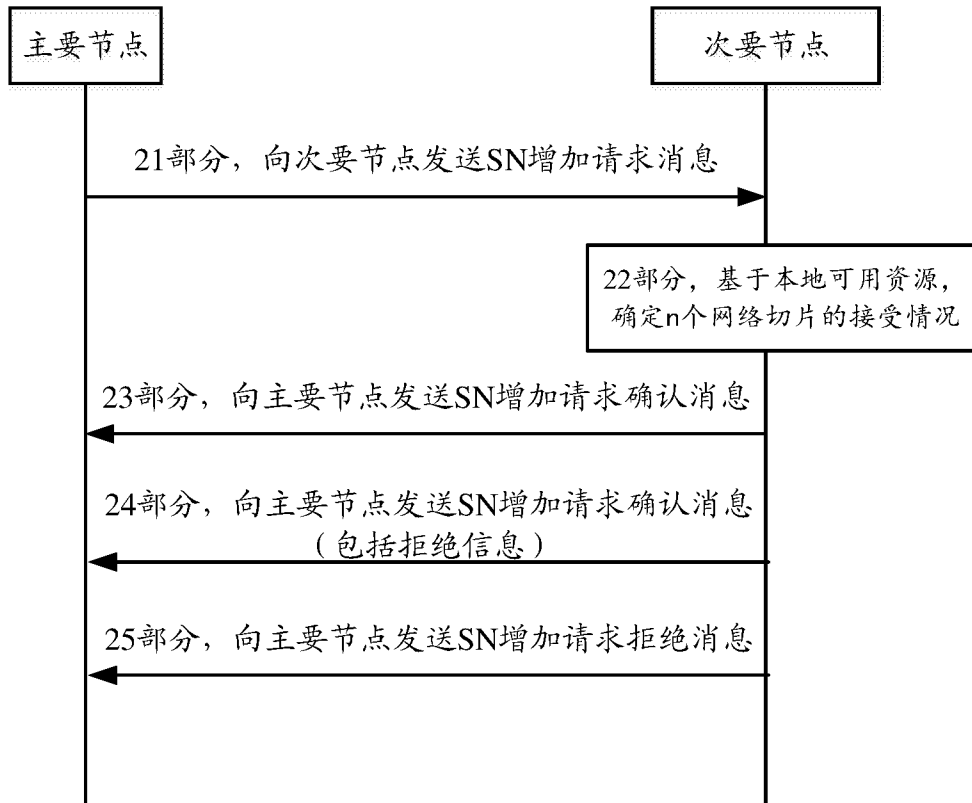 主要节点
次要节点
21部分，向次要节点发送SN增加请求消息
22部分，基于本地可用资源，
确定n个网络切片的接受情况
23部分，向主要节点发送SN增加请求确认消息
24部分，向主要节点发送SN增加请求确认消息
（包括拒绝信息）
25部分，向主要节点发送SN增加请求拒绝消息